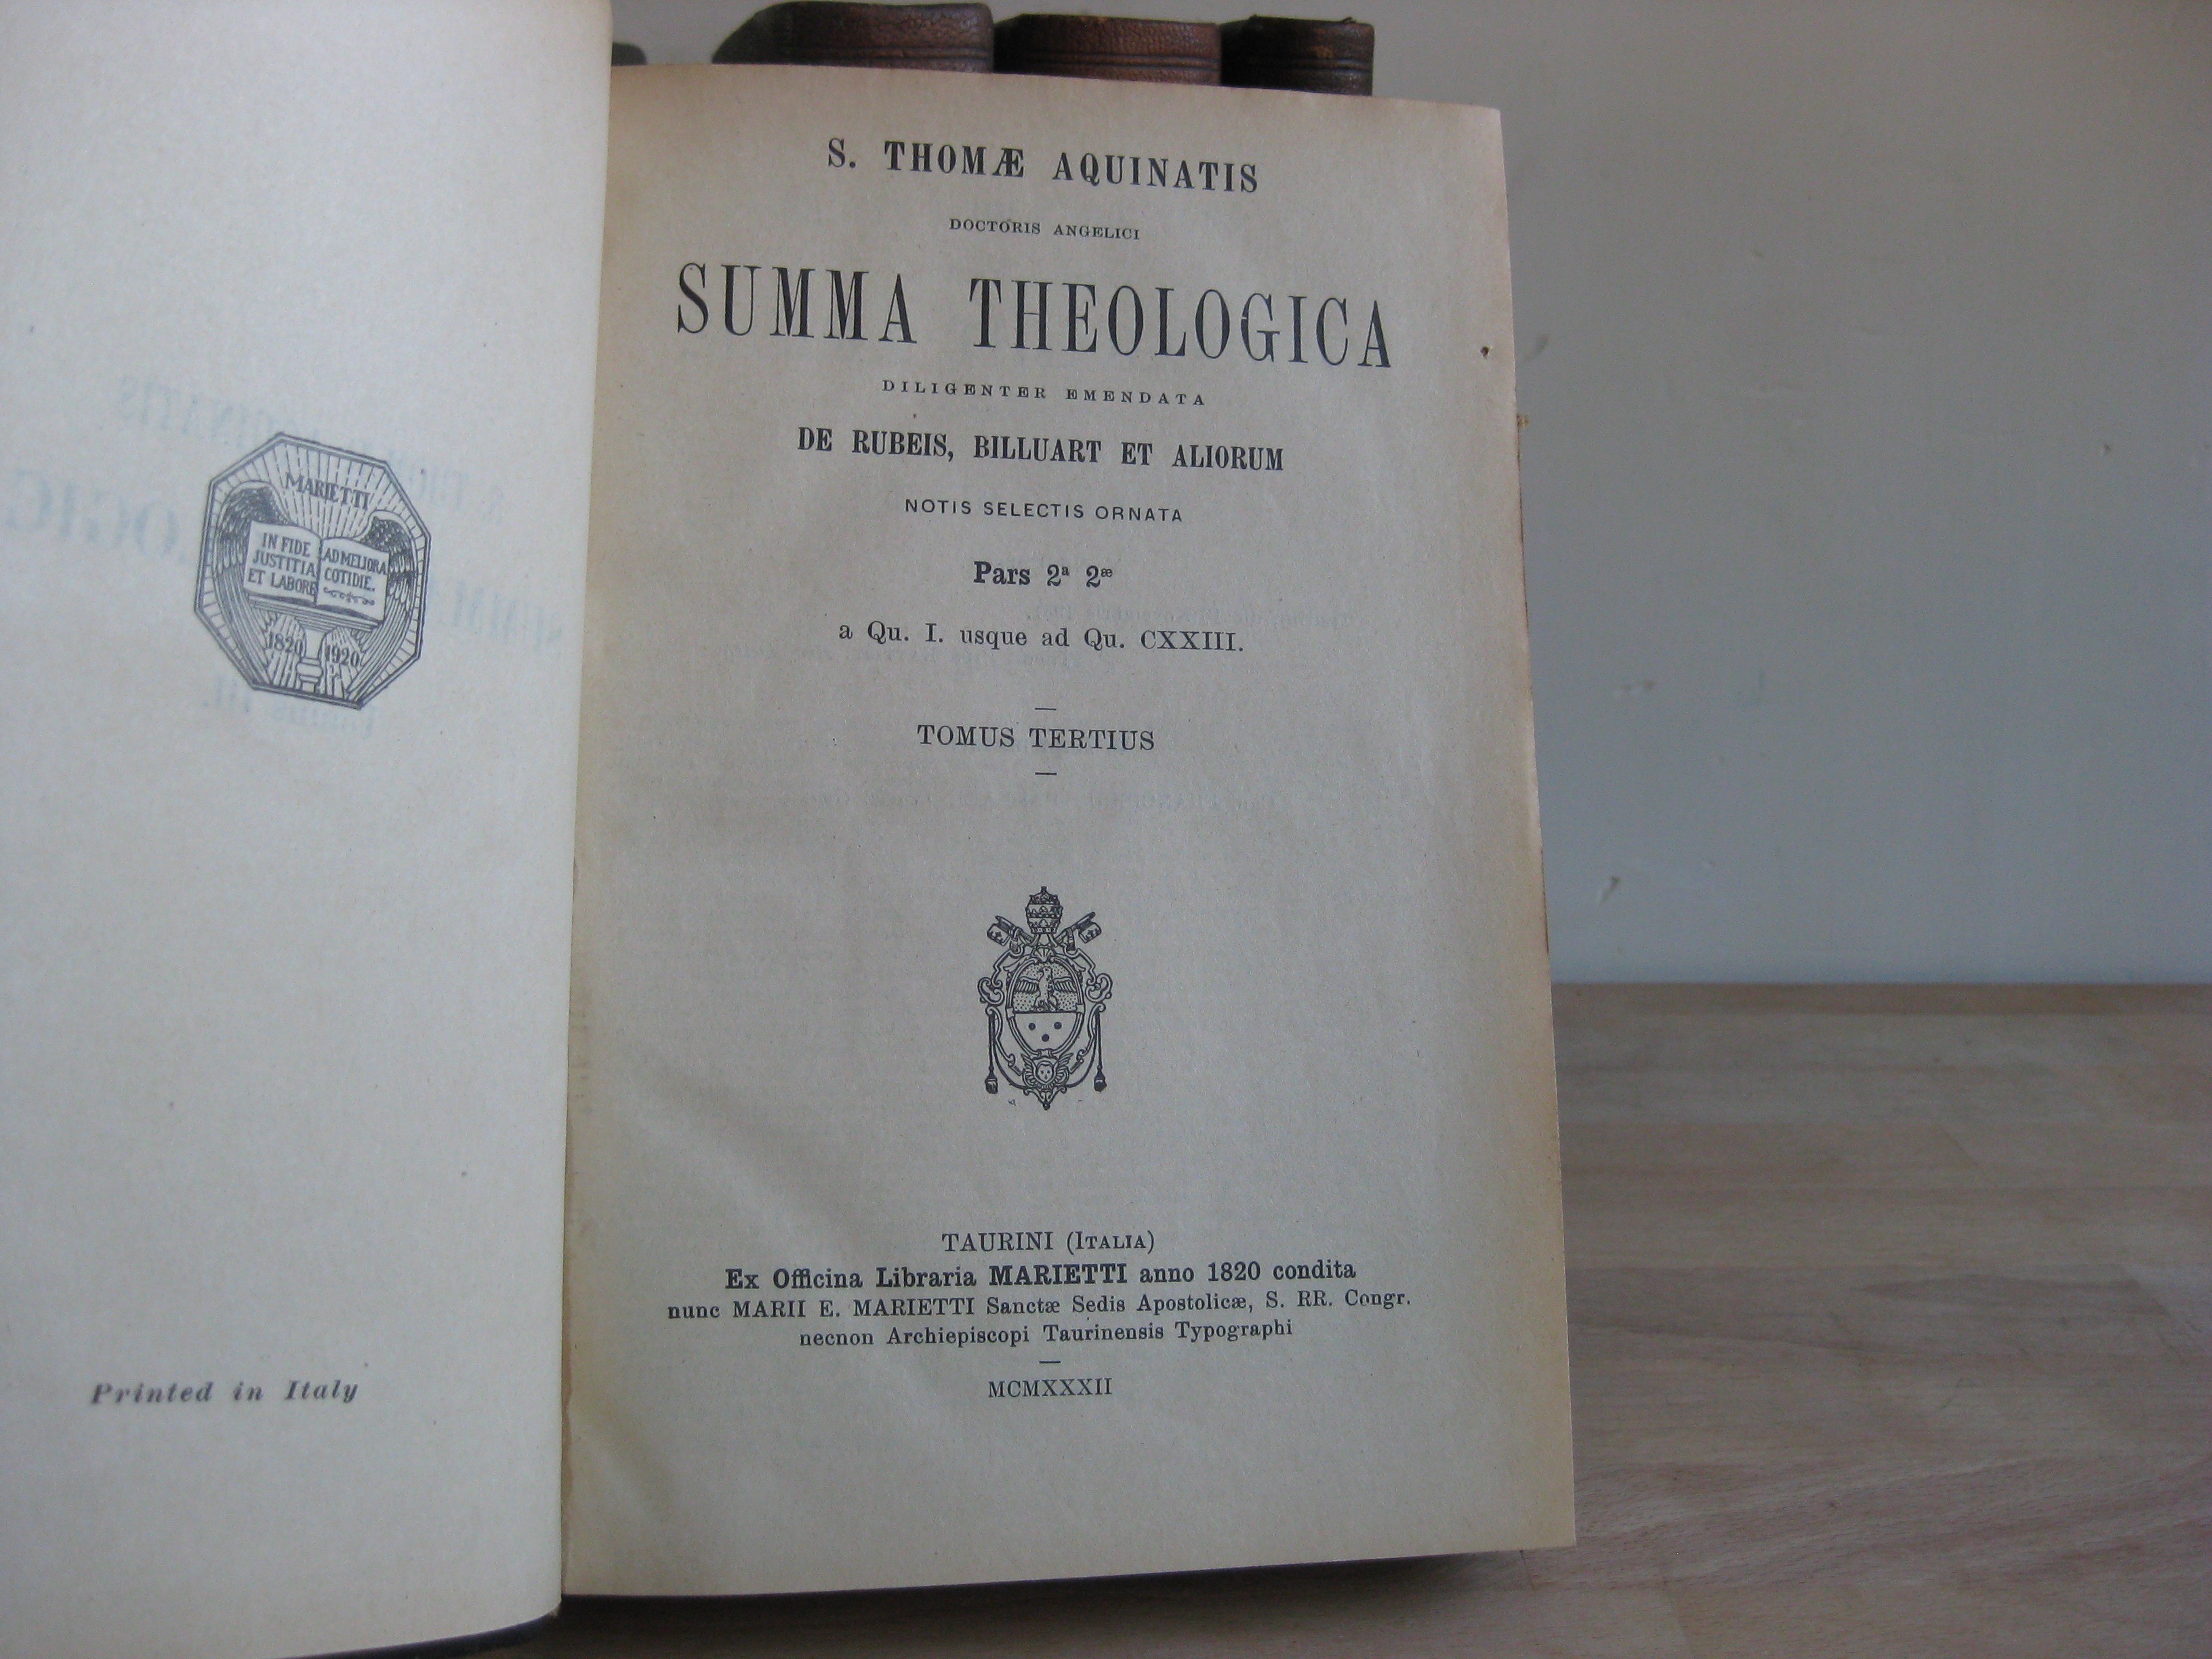 MARIETTI
IN FIDE
JUSTITIA
ET LABORE
AD MELIORA
COTIDIE.
1820 1920
Printed in Italy
S. THOMÆ AQUINATIS
DOCTORIS ANGELICI
SUMMA THEOLOGICA
DILIGENTER EMENDATA
DE RUBEIS, BILLUART ET ALIORUM
NOTIS SELECTIS ORNATA
Pars 2ª 2æ
a Qu. I. usque ad Qu. CXXIII.
TOMUS TERTIUS
TAURINI (ITALIA)
Ex Officina Libraria MARIETTI anno 1820 condita
nunc MARII E. MARIETTI Sanctæ Sedis Apostolicæ, S. RR. Congr.
necnon Archiepiscopi Taurinensis Typographi
MCMXXXII